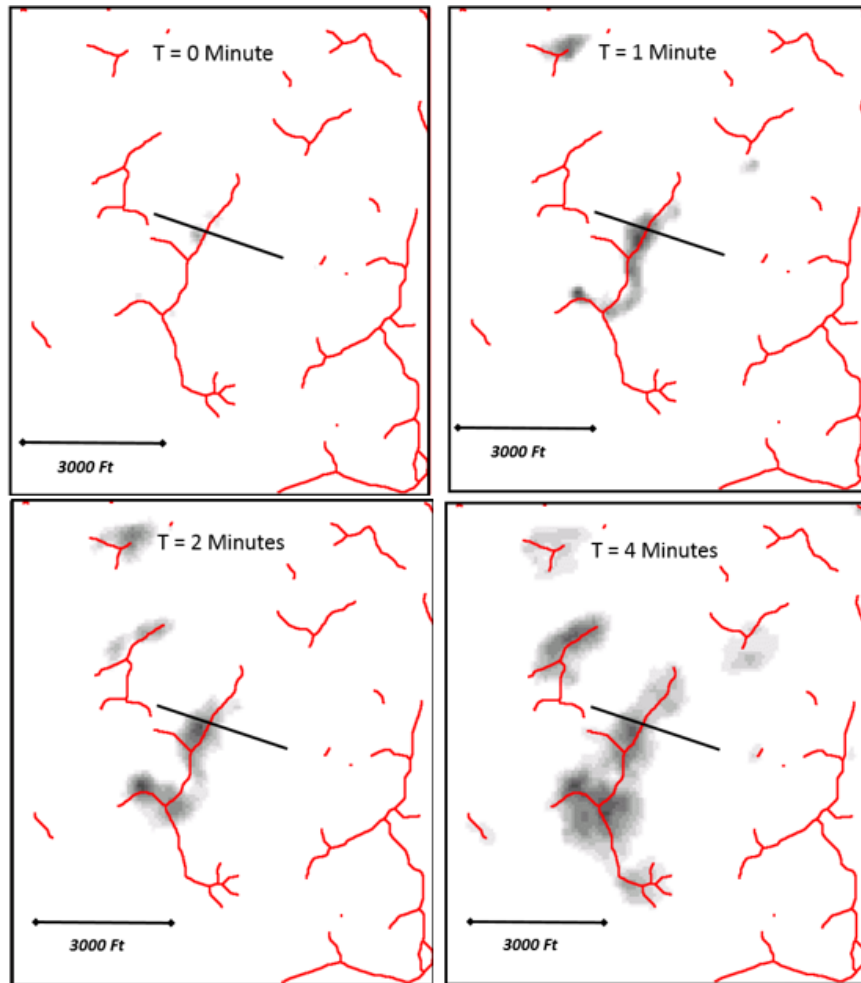 T = 0 Minute
3000 Ft
T = 1 Minute
3000 Ft
T = 2 Minutes
3000 Ft
T = 4 Minutes
3000 Ft